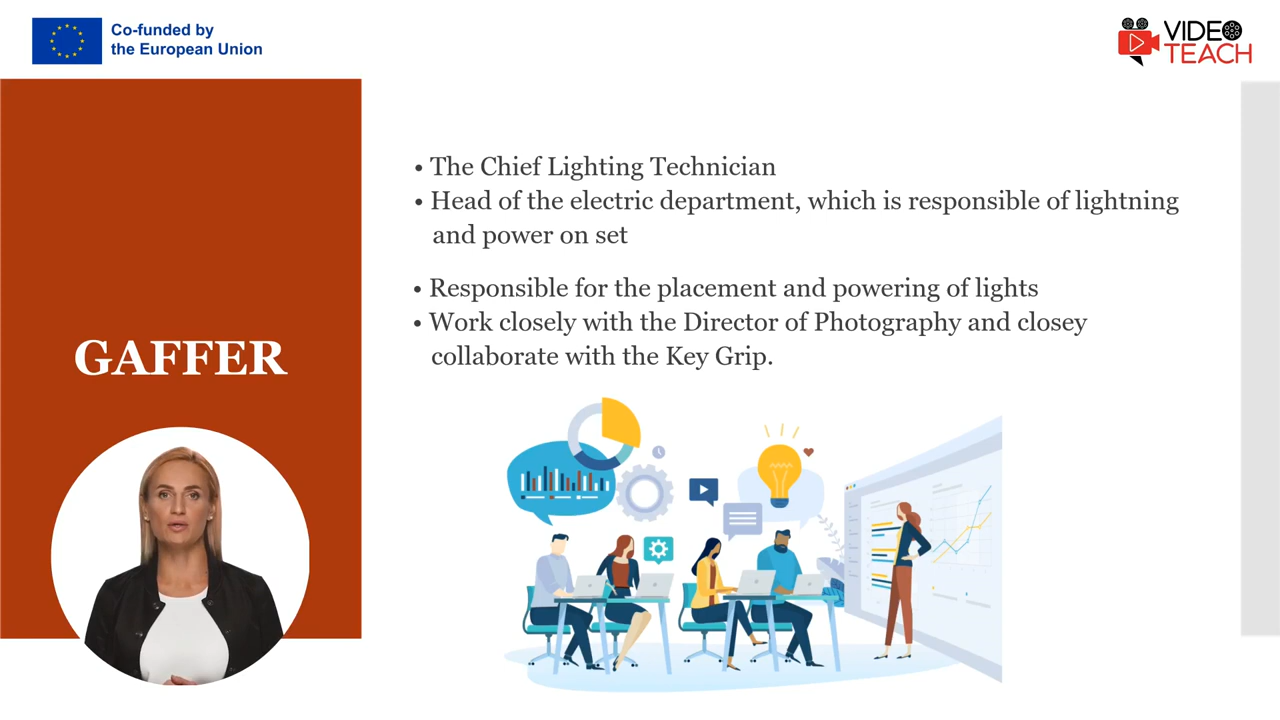 Co-funded by
the European Union
VIDEO
TEACH
• The Chief Lighting Technician
• Head of the electric department, which is responsible of lightning
and power on set
• Responsible for the placement and powering of lights
• Work closely with the Director of Photography and closey
collaborate with the Key Grip.
GAFFER